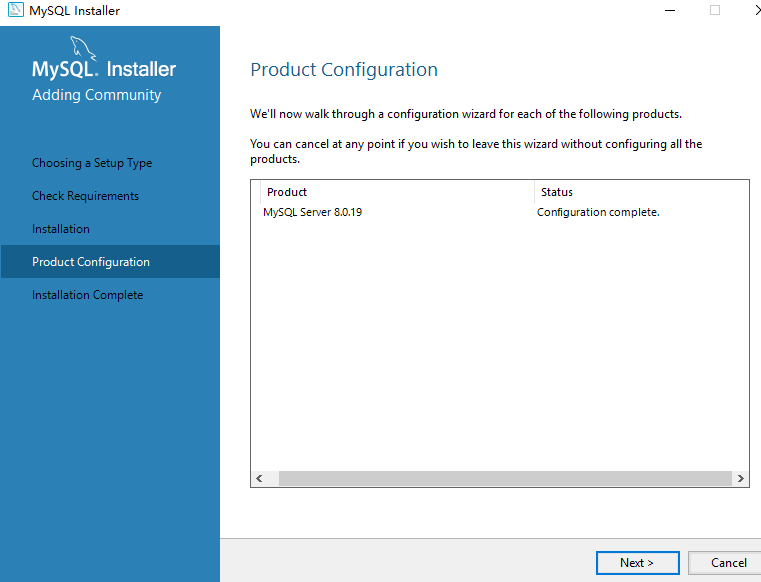 MySQL Installer
MySQL. Installer
Adding Community
Choosing a Setup Type
Check Requirements
Installation
Product Configuration
Installation Complete
Product Configuration
We'll now walk through a configuration wizard for each of the following products.
You can cancel at any point if you wish to leave this wizard without configuring all the
products.
Product Status
MySQL Server 8.0.19 Configuration complete.
Next > Cancel